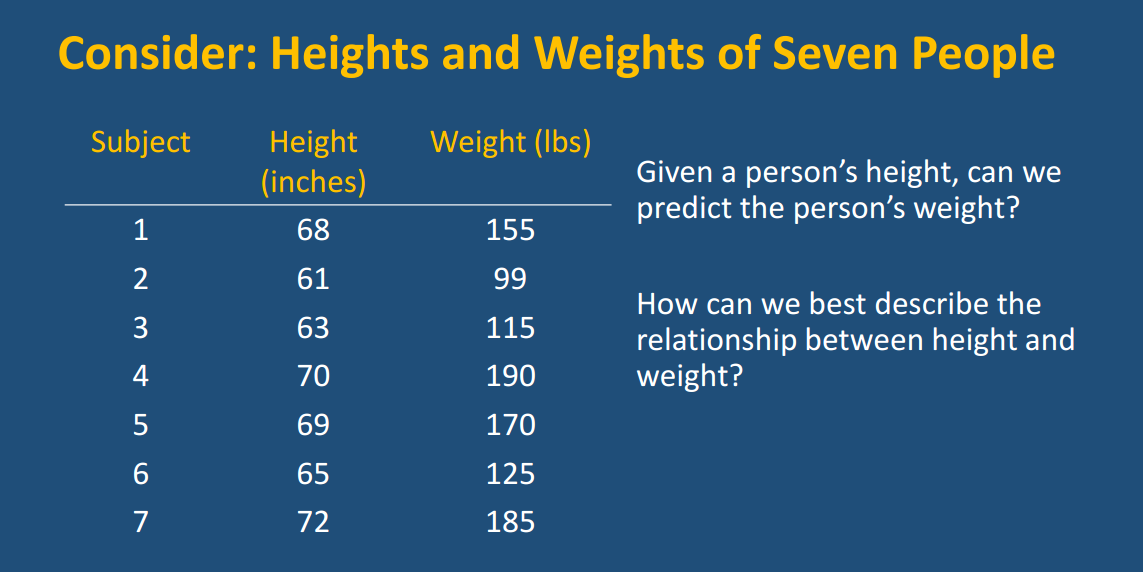 Consider: Heights and Weights of Seven People
Subject Height Weight (lbs)
(inches)
1 68 155
2 61 99
3 63 115
4 70 190
5 69 170
6 65 125
7 72 185
Given a person’s height, can we
predict the person’s weight?
How can we best describe the
relationship between height and
weight?